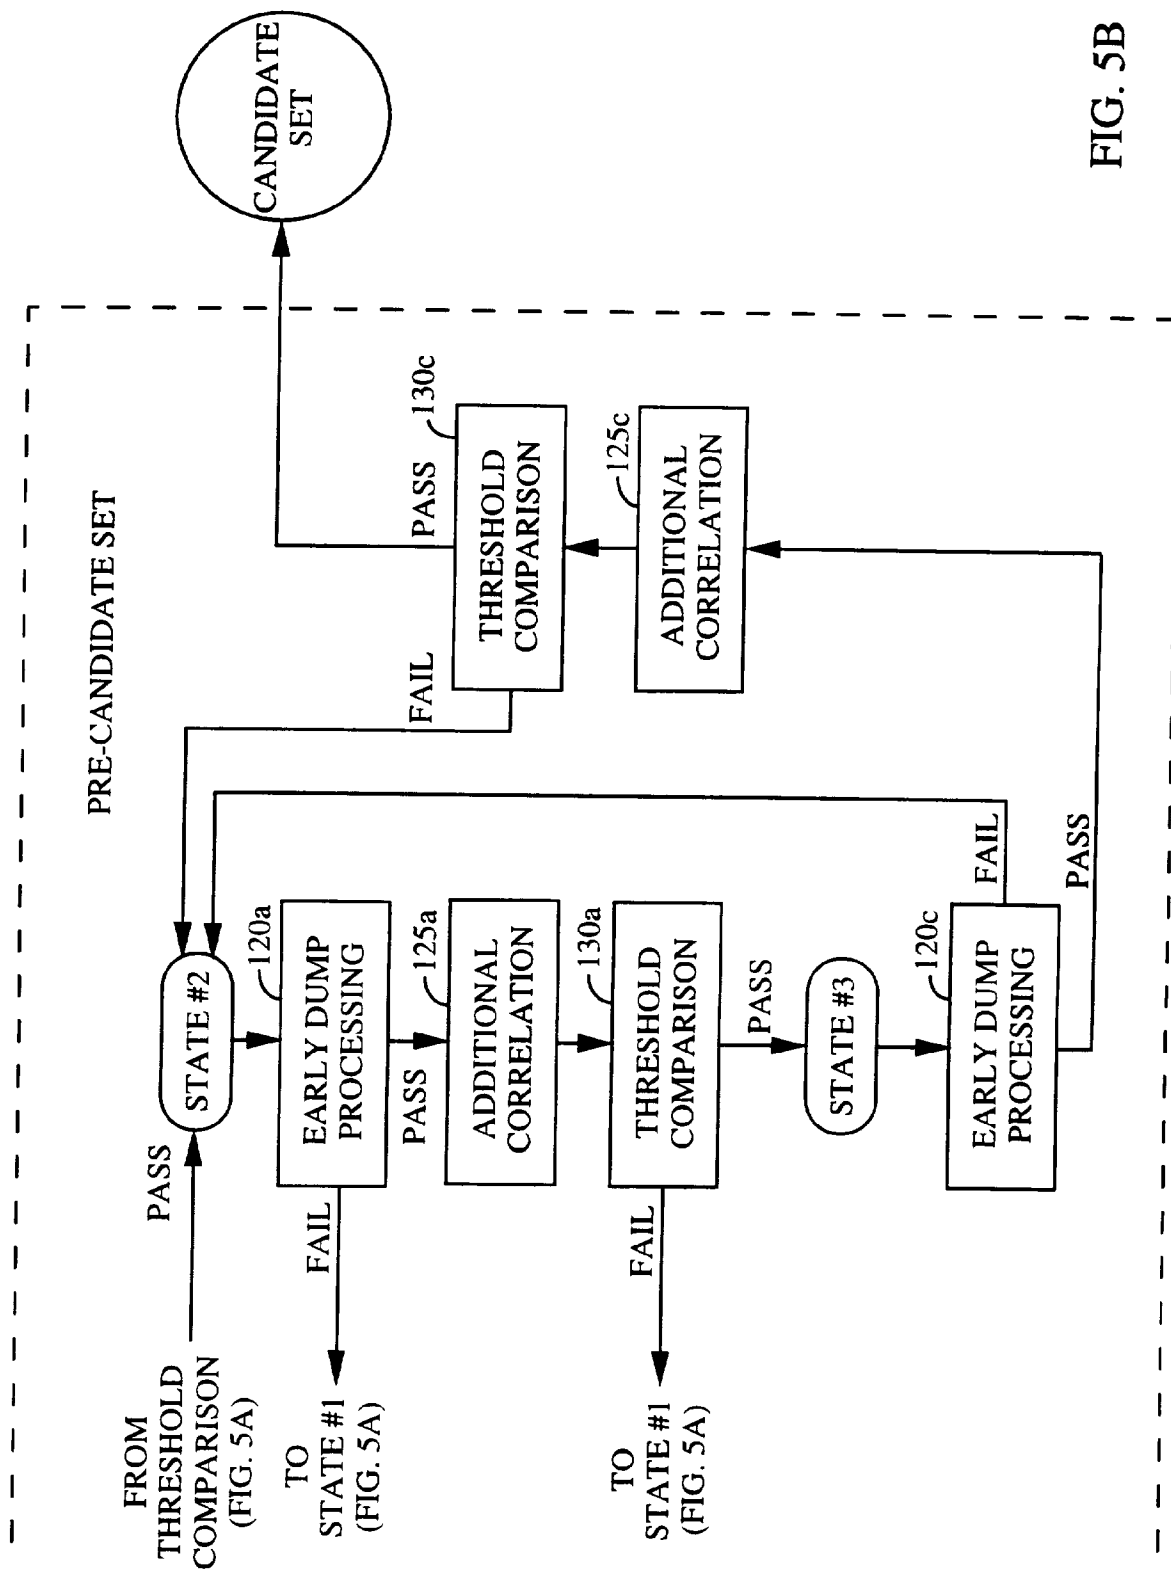 PRE-CANDIDATE SET
FROM
THRESHOLD
COMPARISON
(FIG. 5A)
PASS
STATE #2
120a
EARLY DUMP
PROCESSING
FAIL
TO
STATE #1
(FIG. 5A)
PASS
125a
ADDITIONAL
CORRELATION
130a
THRESHOLD
COMPARISON
FAIL
TO
STATE #1
(FIG. 5A)
PASS
STATE #3
120c
EARLY DUMP
PROCESSING
FAIL
PASS
125c
ADDITIONAL
CORRELATION
130c
THRESHOLD
COMPARISON
FAIL
PASS
CANDIDATE
SET
FIG. 5B